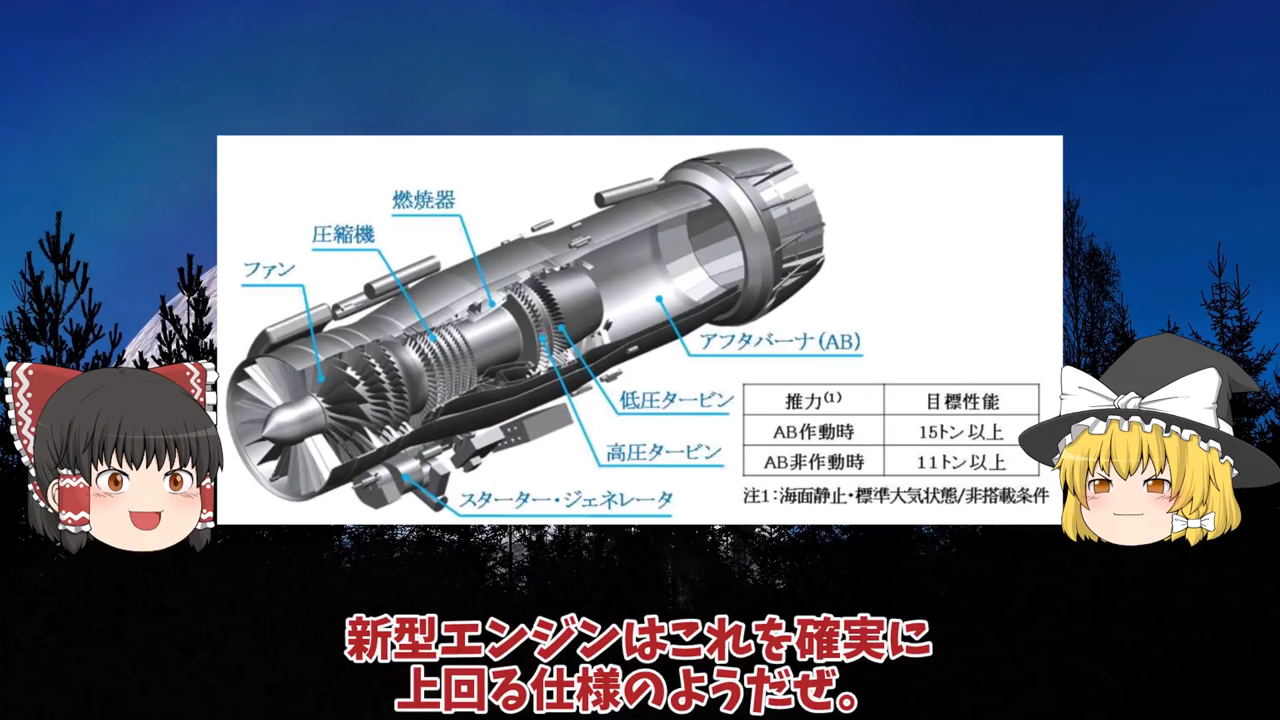 燃焼器
圧縮機
ファン
アフタバーナ(AB)
低圧タービン
高圧タービン
スターター・ジェネレータ
推力(1) 目標性能
AB作動時 15トン以上
AB非作動時 11トン以上
注1:海面静止・標準大気状態/非搭載条件
新型エンジンはこれを確実に
上回る仕様のようだぜ。